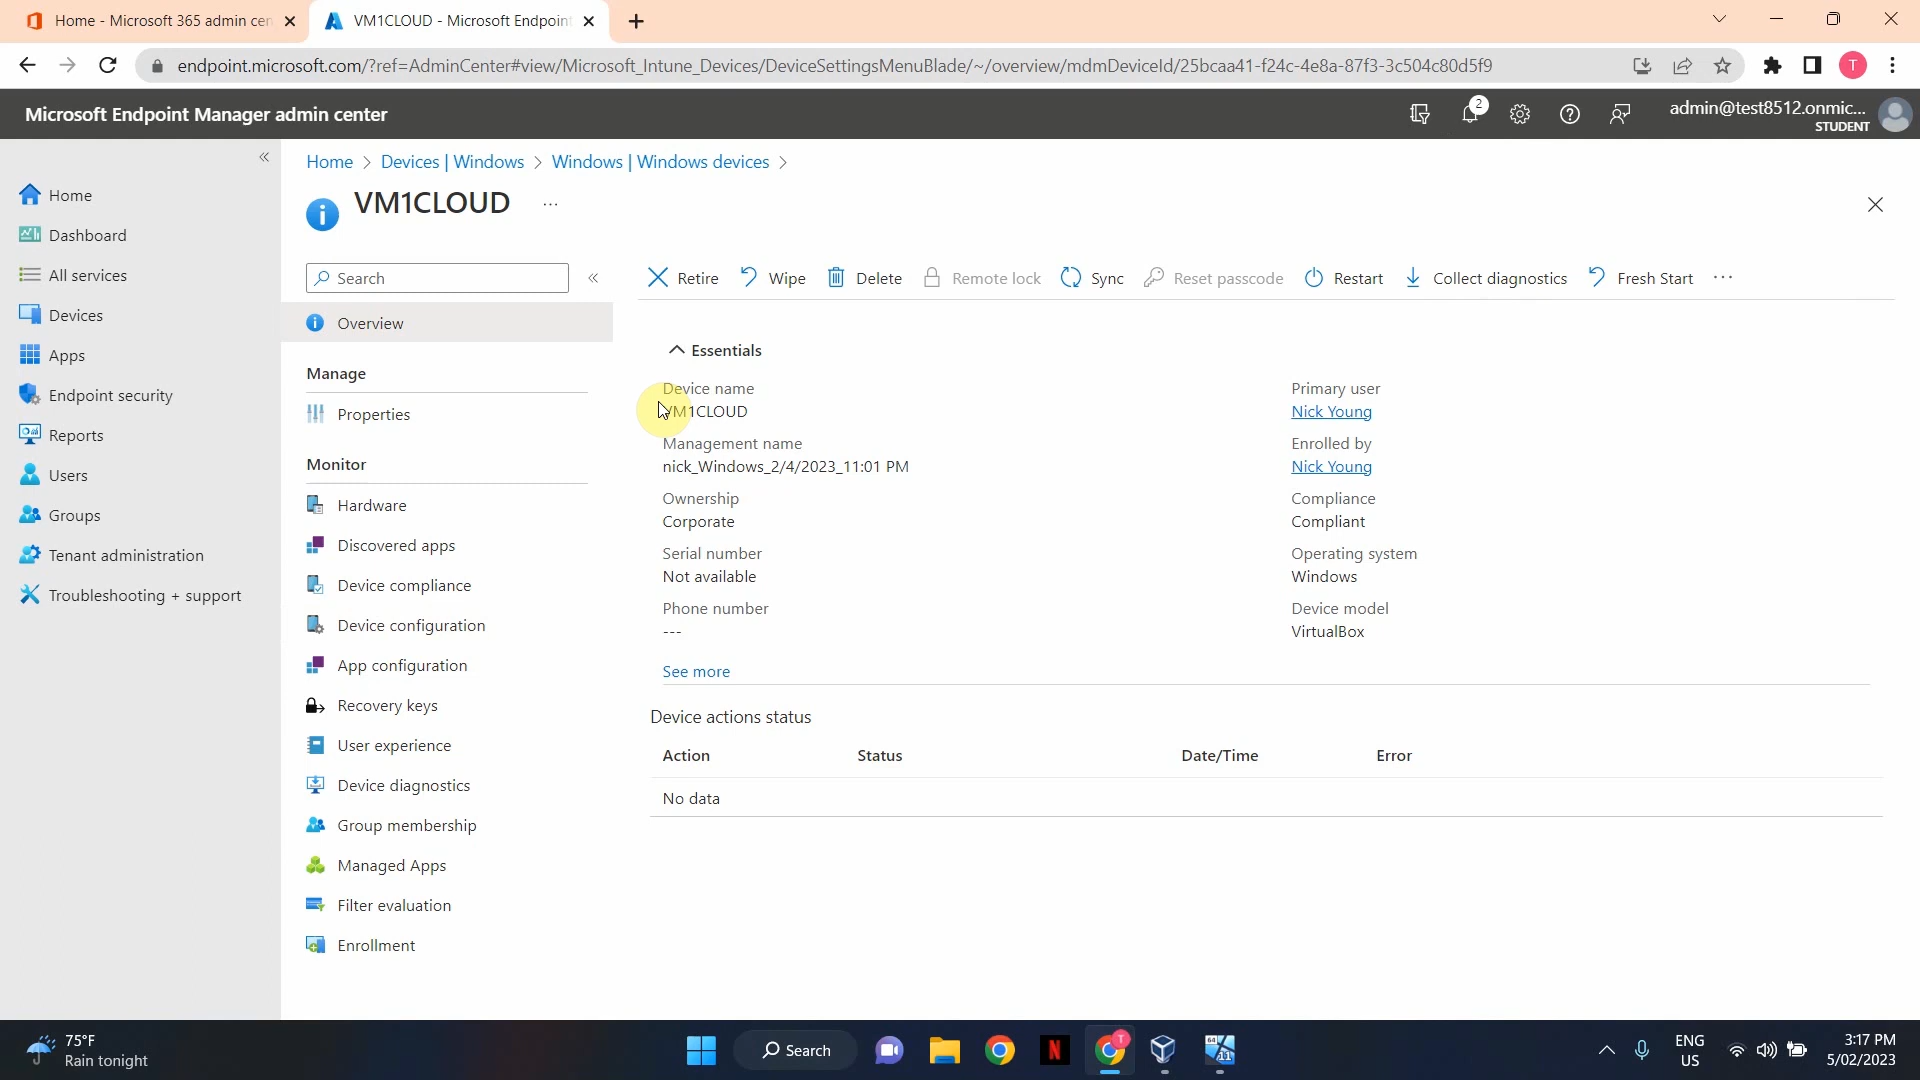 Home - Microsoft 365 admin cen
VM1CLOUD - Microsoft Endpoint
endpoint.microsoft.com/?ref=AdminCenter#view/Microsoft_Intune_Devices/DeviceSettingsMenuBlade/~/overview/mdmDeviceId/25bcaa41-f24c-4e8a-87f3-3c504c80d5f9
T
Microsoft Endpoint Manager admin center
2
admin@test8512.onmic...
STUDENT
Home
Dashboard
All services
Devices
Apps
Endpoint security
Reports
Users
Groups
Tenant administration
Troubleshooting + support
Home > Devices | Windows > Windows | Windows devices >
VM1CLOUD ...
Search
Overview
Manage
Properties
Monitor
Hardware
Discovered apps
Device compliance
Device configuration
App configuration
Recovery keys
User experience
Device diagnostics
Group membership
Managed Apps
Filter evaluation
Enrollment
Retire Wipe Delete Remote lock Sync Reset passcode Restart Collect diagnostics Fresh Start ...
Essentials
Device name
VM1CLOUD
Management name
nick_Windows_2/4/2023_11:01 PM
Ownership
Corporate
Serial number
Not available
Phone number
---
See more
Primary user
Nick Young
Enrolled by
Nick Young
Compliance
Compliant
Operating system
Windows
Device model
VirtualBox
Device actions status
Action Status Date/Time Error
No data
75°F
Rain tonight
Search
N
T
64
11
ENG
US
3:17 PM
5/02/2023